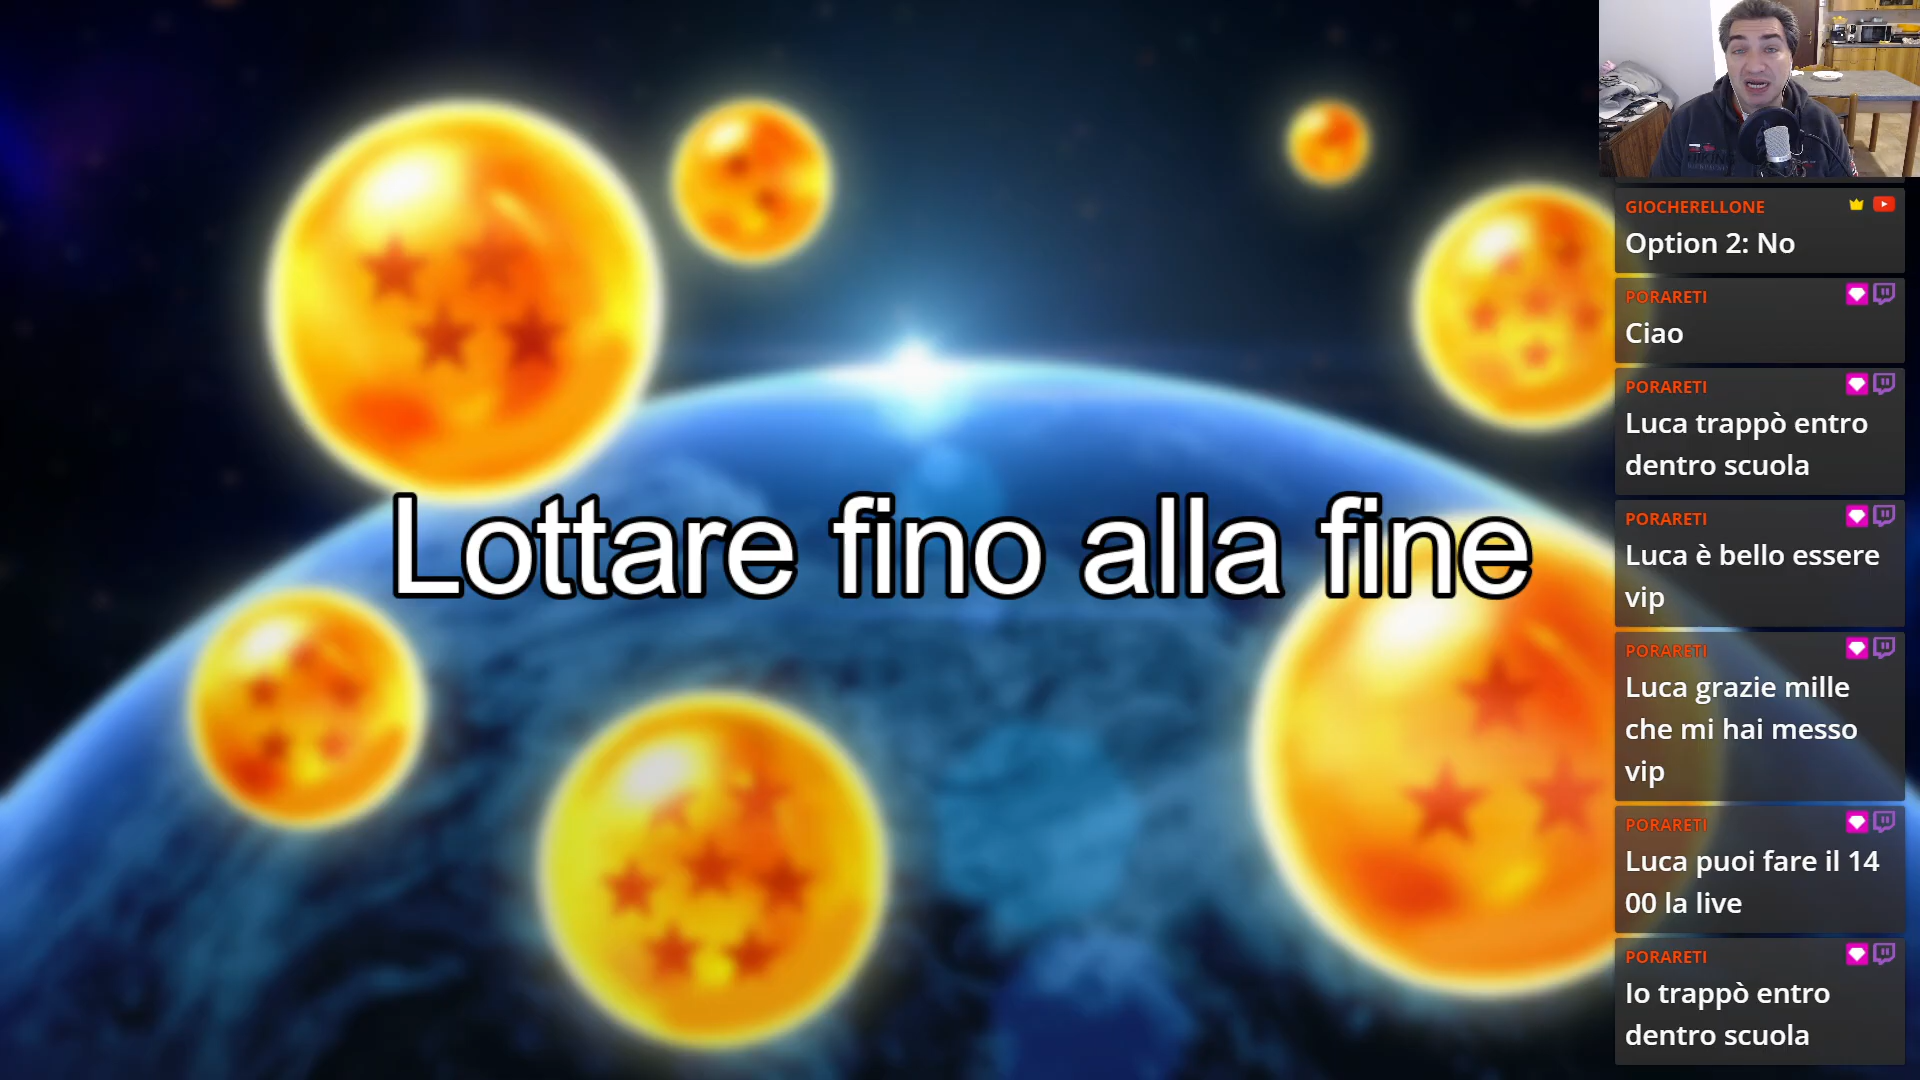 Lottare fino alla fine
GIOCHERELLONE
Option 2: No
PORARETI
Ciao
PORARETI
Luca trappò entro
dentro scuola
PORARETI
Luca è bello essere
vip
PORARETI
Luca grazie mille
che mi hai messo
vip
PORARETI
Luca puoi fare il 14
00 la live
PORARETI
Io trappò entro
dentro scuola